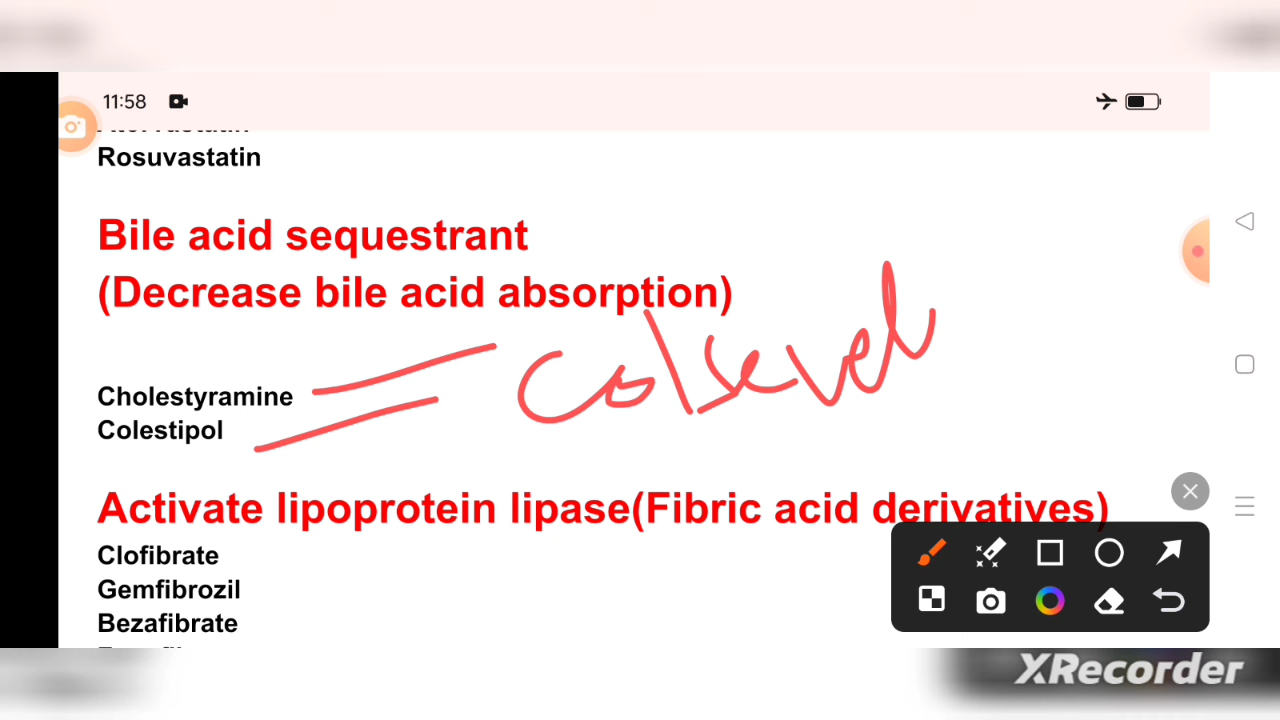 11:58
Rosuvastatin
Bile acid sequestrant
(Decrease bile acid absorption)
Cholestyramine
Colestipol
Activate lipoprotein lipase(Fibric acid derivatives)
Clofibrate
Gemfibrozil
Bezafibrate
XRecorder